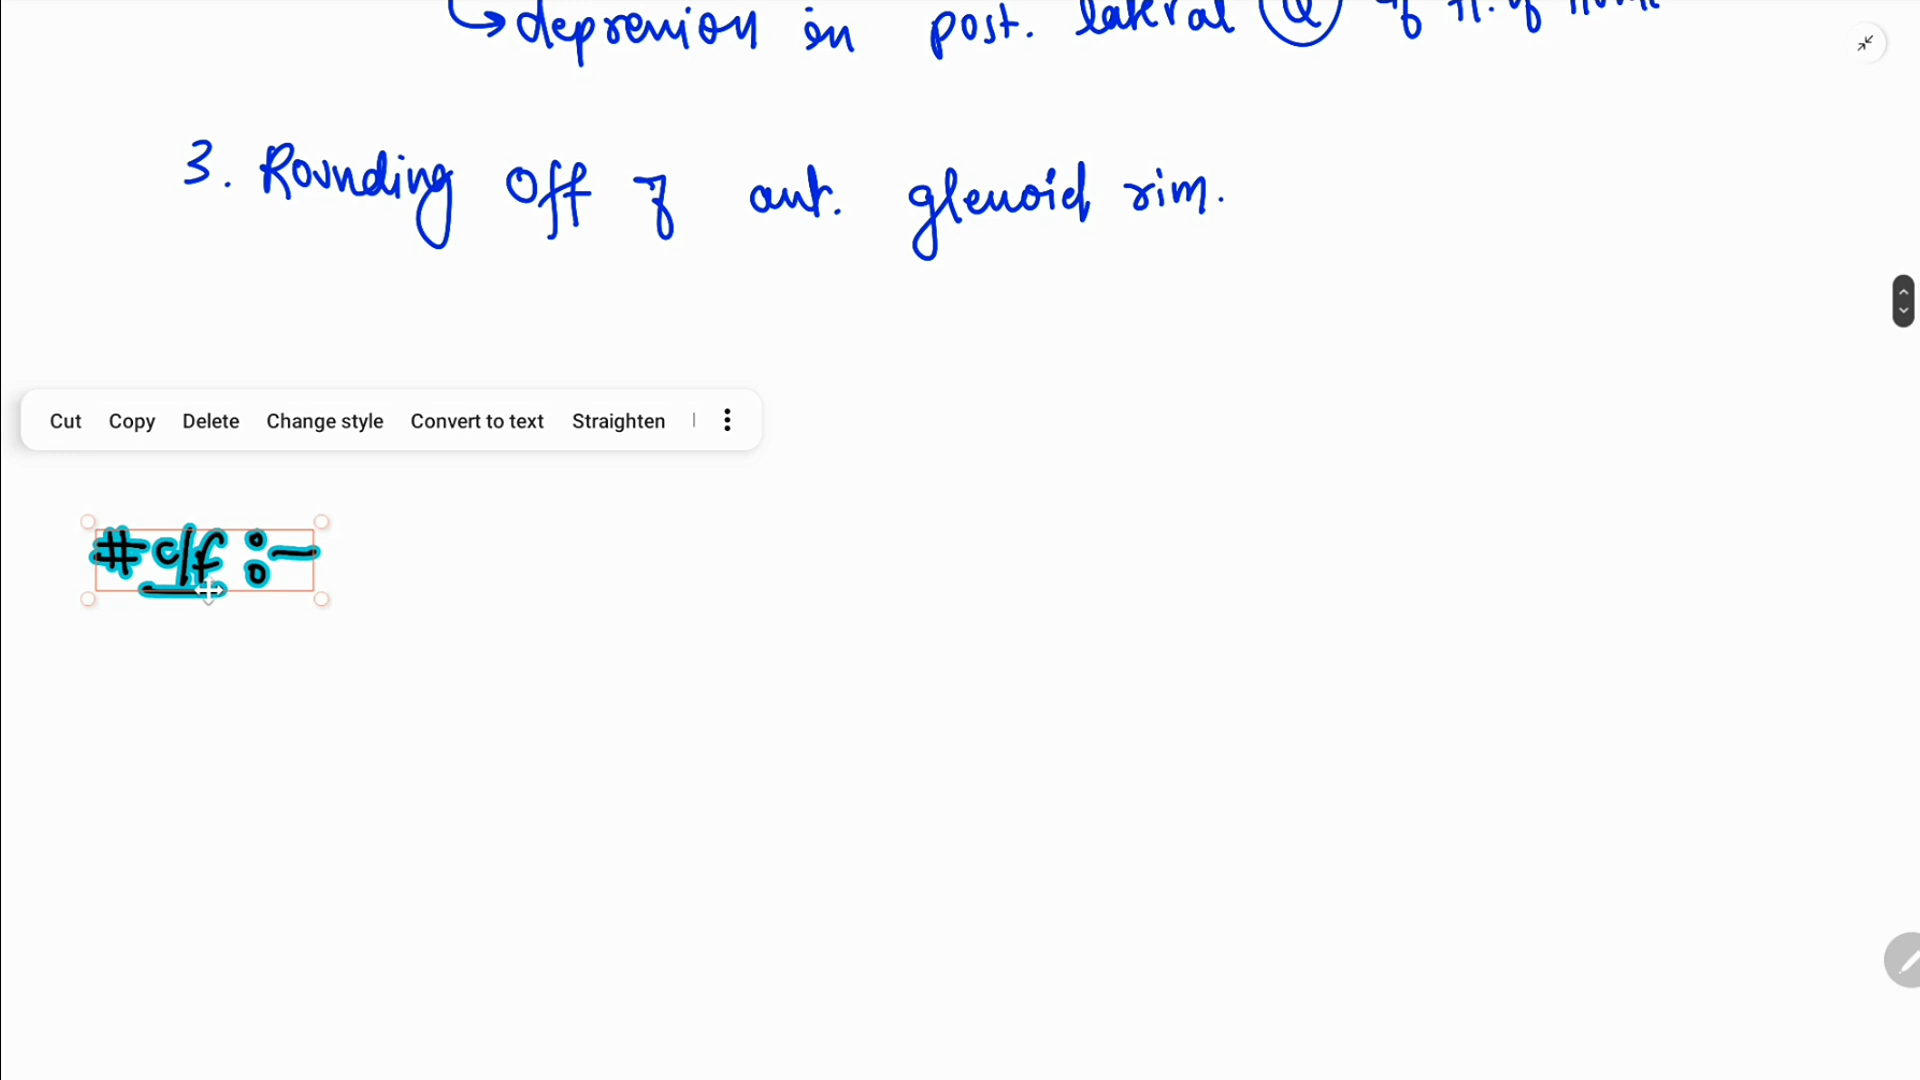 ↳depression in post. lateral Q of H. of
3. Rounding off of ant. glenoid rim.
Cut Copy Delete Change style Convert to text Straighten
#c/f :-